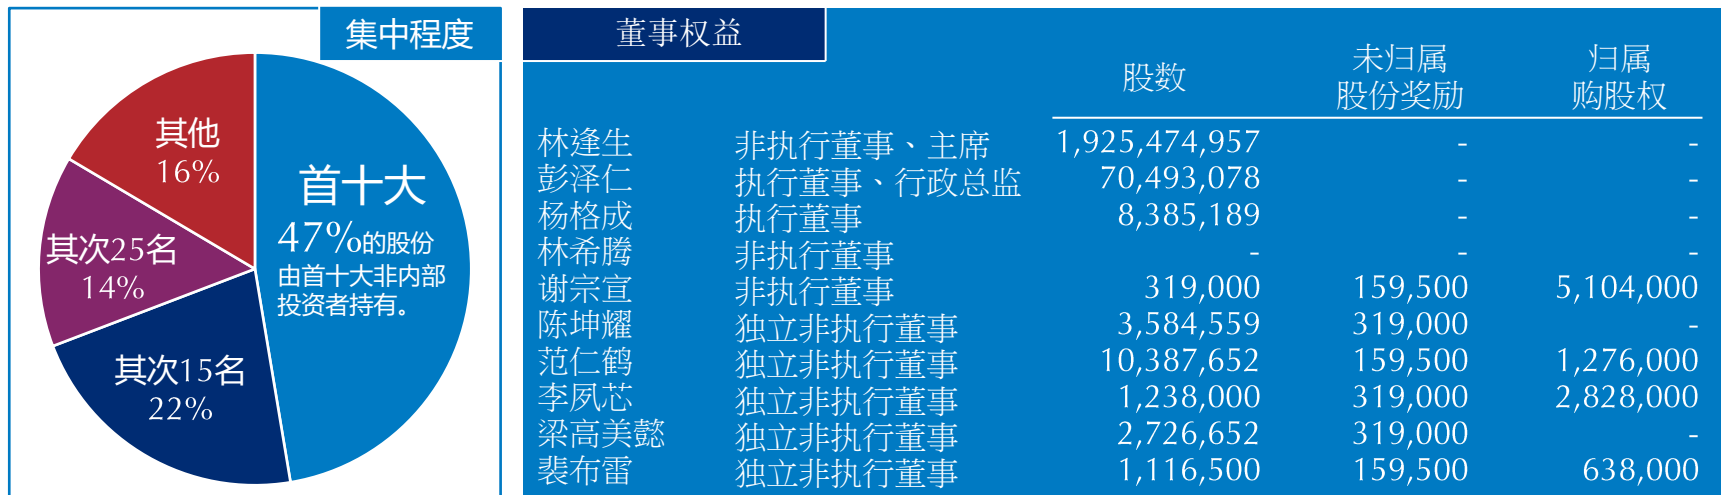 集中程度
首十大
47%的股份
由首十大非内部
投资者持有。
其次15名
22%
其次25名
14%
其他
16%
董事权益
股数 未归属股份奖励 归属购股权
林逢生 非执行董事、主席 1,925,474,957 - -
彭泽仁 执行董事、行政总监 70,493,078 - -
杨格成 执行董事 8,385,189 - -
林希腾 非执行董事 - - -
谢宗宣 非执行董事 319,000 159,500 5,104,000
陈坤耀 独立非执行董事 3,584,559 319,000 -
范仁鹤 独立非执行董事 10,387,652 159,500 1,276,000
李夙芯 独立非执行董事 1,238,000 319,000 2,828,000
梁高美懿 独立非执行董事 2,726,652 319,000 -
裴布雷 独立非执行董事 1,116,500 159,500 638,000